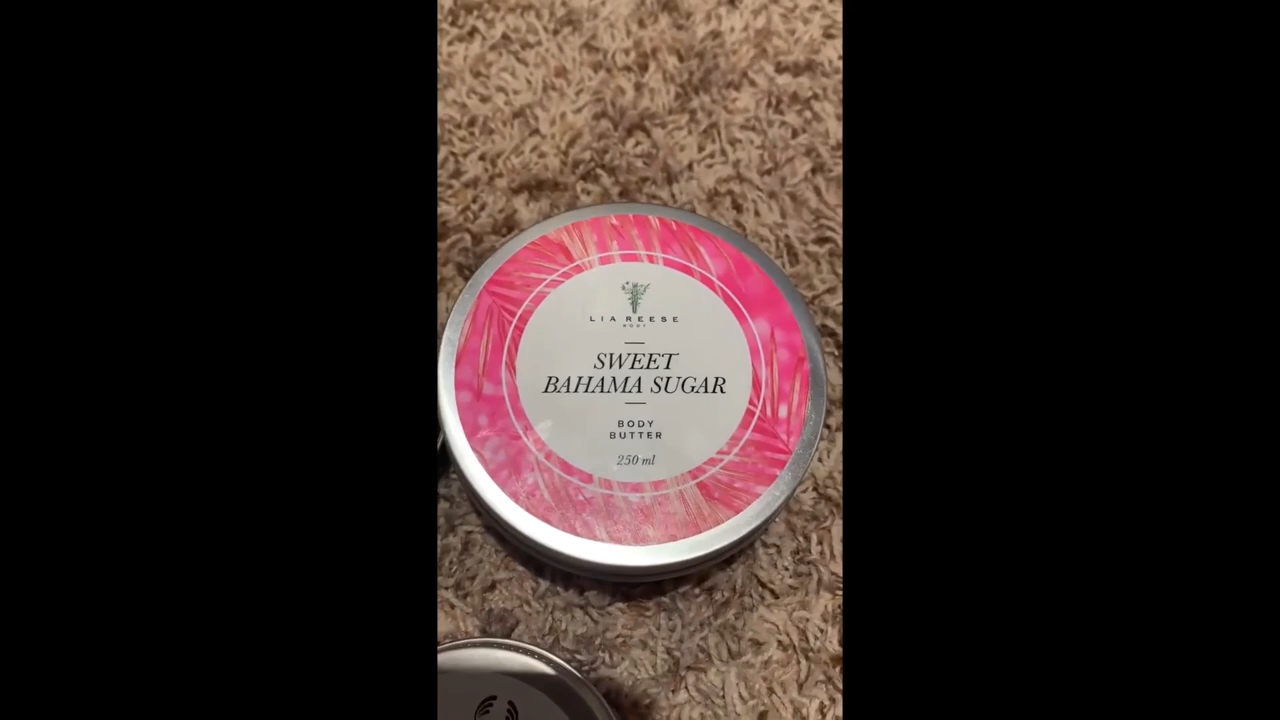 LIA REESE
BODY
SWEET
BAHAMA SUGAR
BODY
BUTTER
250 ml